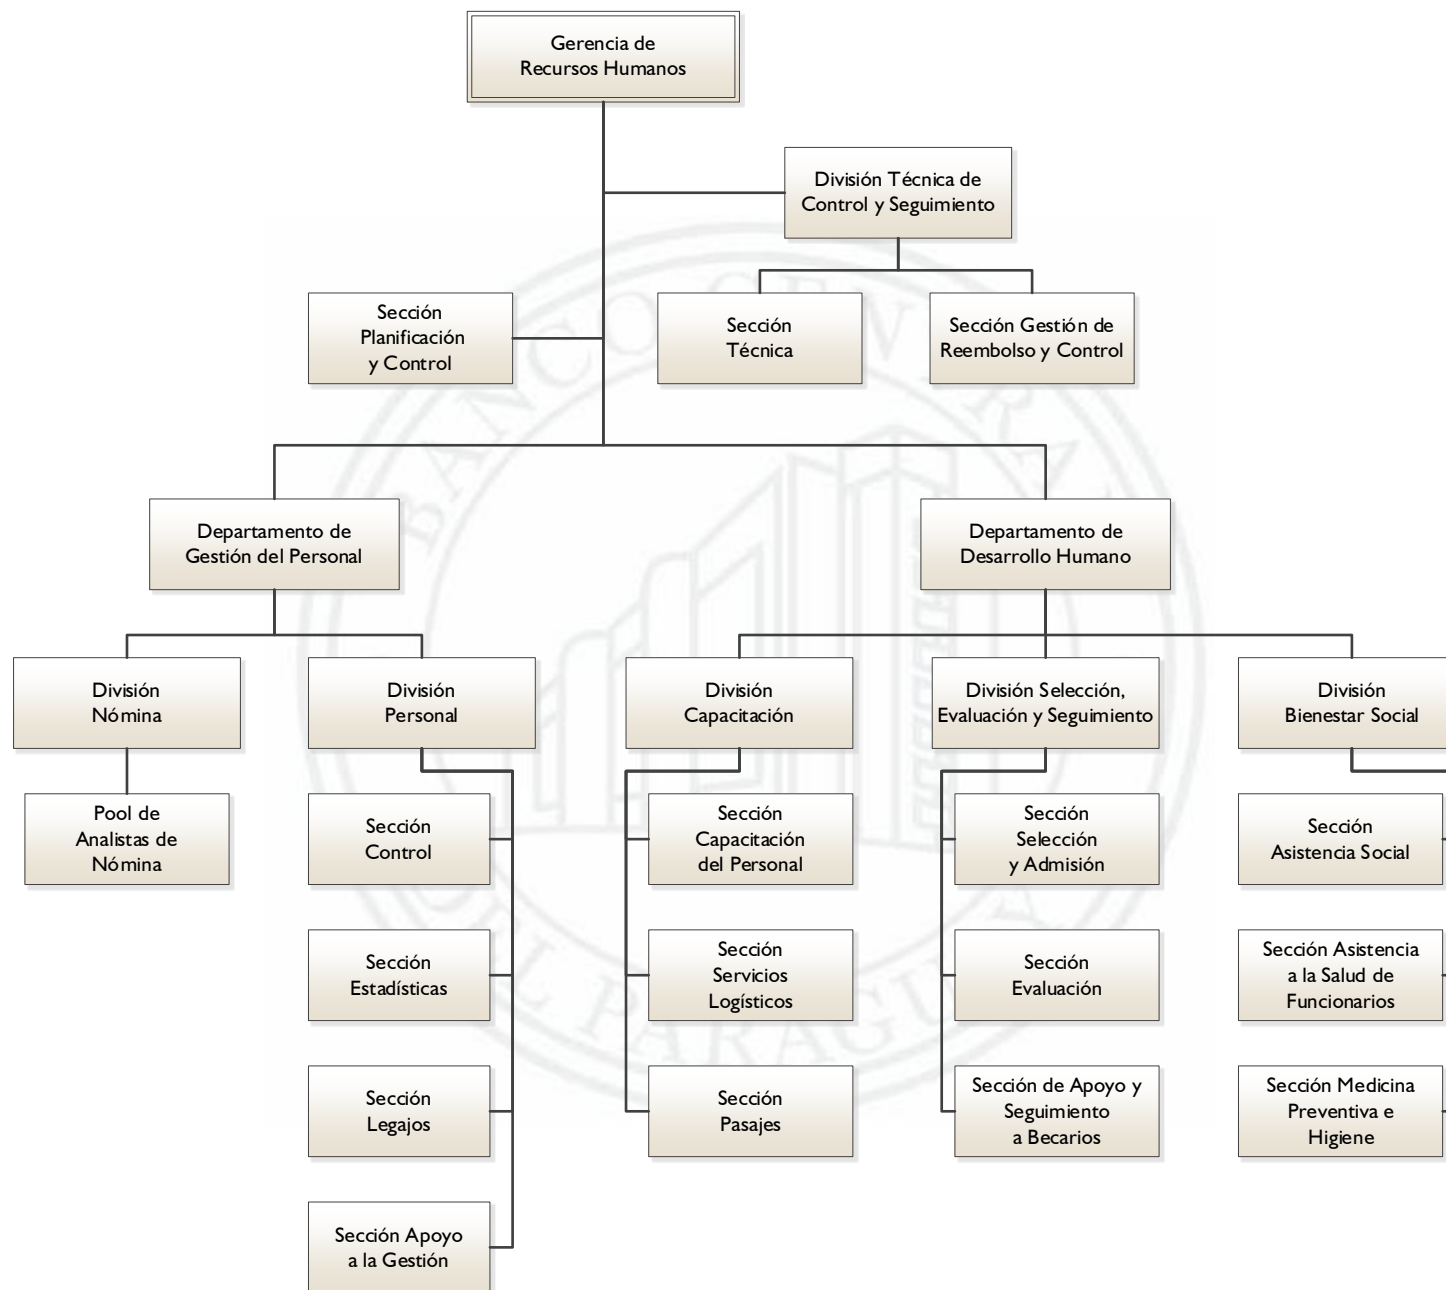 Gerencia de
Recursos Humanos
División Técnica de
Control y Seguimiento
Sección
Planificación
y Control
Sección
Técnica
Sección Gestión de
Reembolso y Control
Departamento de
Gestión del Personal
Departamento de
Desarrollo Humano
División
Nómina
División
Personal
División
Capacitación
División Selección,
Evaluación y Seguimiento
División
Bienestar Social
Pool de
Analistas de
Nómina
Sección
Control
Sección
Capacitación
del Personal
Sección
Selección
y Admisión
Sección
Asistencia Social
Sección
Estadísticas
Sección
Servicios
Logísticos
Sección
Evaluación
Sección Asistencia
a la Salud de
Funcionarios
Sección
Legajos
Sección
Pasajes
Sección de Apoyo y
Seguimiento
a Becarios
Sección Medicina
Preventiva e
Higiene
Sección Apoyo
a la Gestión
BANCO CENTRAL
DEL PARAGUAY